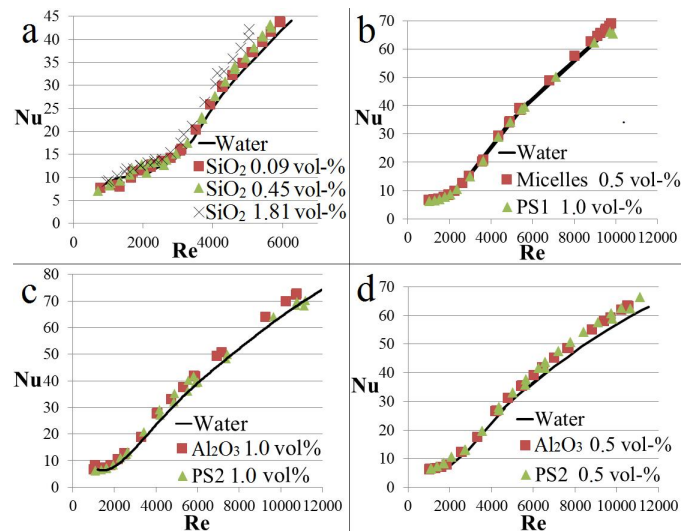 a
45
40
35
30
25
20
15
10
5
0
Nu
Water
SiO₂ 0.09 vol-%
SiO₂ 0.45 vol-%
SiO₂ 1.81 vol-%
0 2000 4000 6000
Re
b
70
60
50
40
30
20
10
0
Nu
Water
Micelles 0.5 vol-%
PS1 1.0 vol-%
0 2000 4000 6000 8000 10000 12000
Re
c
80
70
60
50
40
30
20
10
0
Nu
Water
Al₂O₃ 1.0 vol%
PS2 1.0 vol%
0 2000 4000 6000 8000 10000 12000
Re
d
80
70
60
50
40
30
20
10
0
Nu
Water
Al₂O₃ 0.5 vol-%
PS2 0.5 vol-%
0 2000 4000 6000 8000 10000 12000
Re